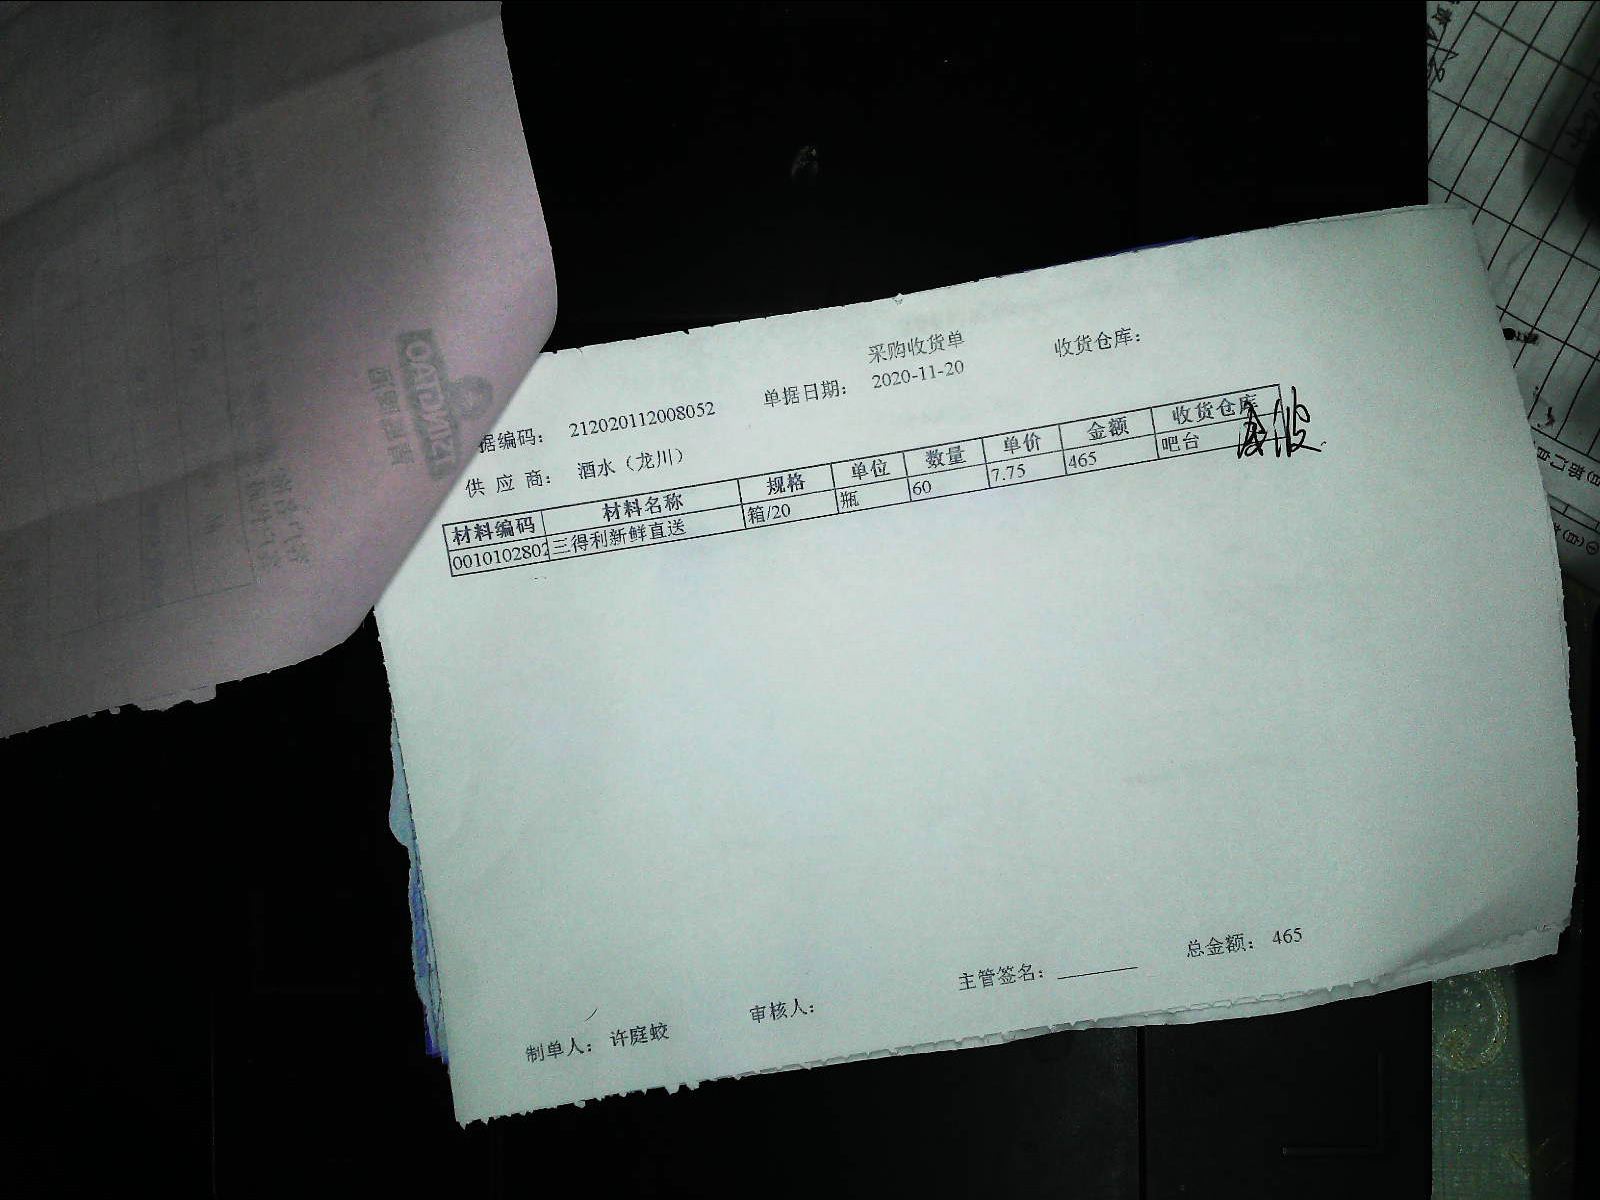 采购收货单
收货仓库：
据编码： 212020112008052 单据日期： 2020-11-20
供 应 商： 酒水（龙川）
材料编码 材料名称 规格 单位 数量 单价 金额 收货仓库
0010102802 三得利新鲜直送 箱/20 瓶 60 7.75 465 吧台
制单人： 许庭蛟 审核人： 主管签名： 总金额： 465